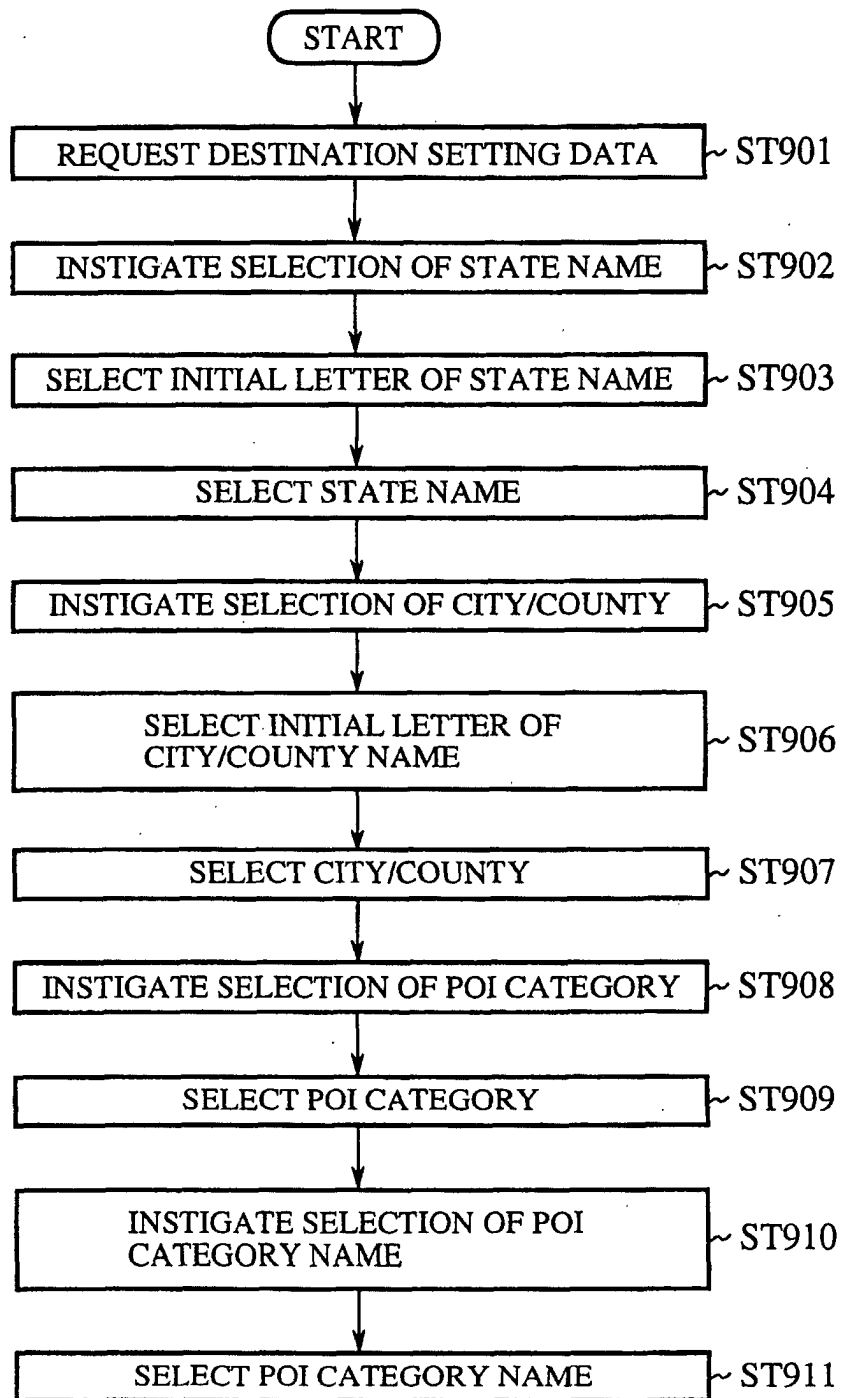 START
REQUEST DESTINATION SETTING DATA ~ ST901
INSTIGATE SELECTION OF STATE NAME ~ ST902
SELECT INITIAL LETTER OF STATE NAME ~ ST903
SELECT STATE NAME ~ ST904
INSTIGATE SELECTION OF CITY/COUNTY ~ ST905
SELECT INITIAL LETTER OF
CITY/COUNTY NAME ~ ST906
SELECT CITY/COUNTY ~ ST907
INSTIGATE SELECTION OF POI CATEGORY ~ ST908
SELECT POI CATEGORY ~ ST909
INSTIGATE SELECTION OF POI
CATEGORY NAME ~ ST910
SELECT POI CATEGORY NAME ~ ST911